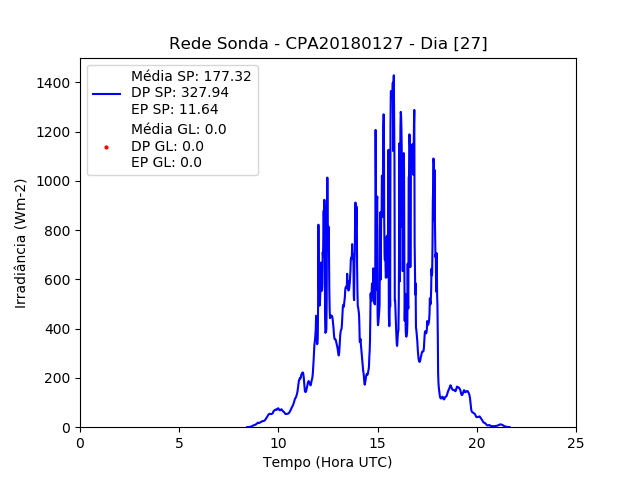 Rede Sonda - CPA20180127 - Dia [27]
Média SP: 177.32
DP SP: 327.94
EP SP: 11.64
Média GL: 0.0
DP GL: 0.0
EP GL: 0.0
Irradiância (Wm-2)
1400
1200
1000
800
600
400
200
0
0 5 10 15 20 25
Tempo (Hora UTC)